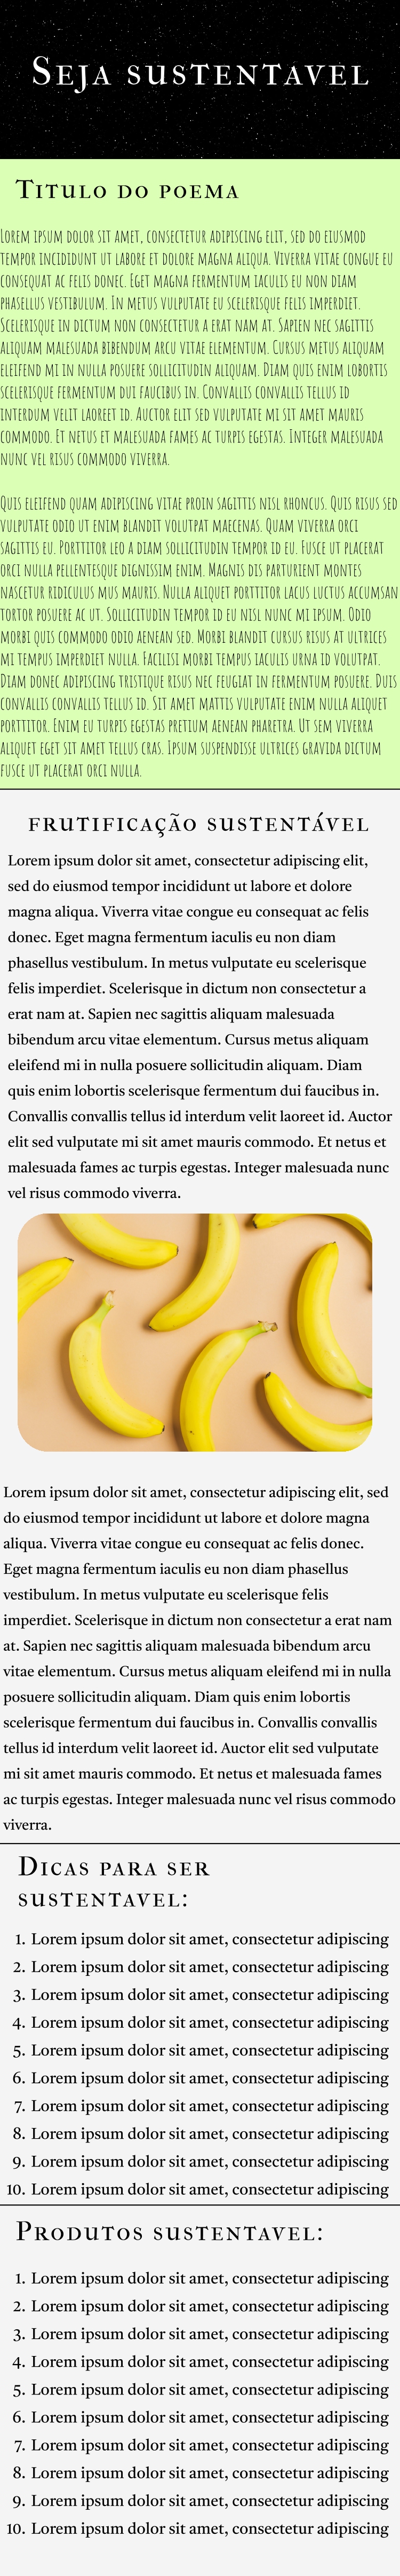 Seja sustentavel
Titulo do poema
Lorem ipsum dolor sit amet, consectetur adipiscing elit, sed do eiusmod
tempor incididunt ut labore et dolore magna aliqua. Viverra vitae congue eu
consequat ac felis donec. Eget magna fermentum iaculis eu non diam
phasellus vestibulum. In metus vulputate eu scelerisque felis imperdiet.
Scelerisque in dictum non consectetur a erat nam at. Sapien nec sagittis
aliquam malesuada bibendum arcu vitae elementum. Cursus metus aliquam
eleifend mi in nulla posuere sollicitudin aliquam. Diam quis enim lobortis
scelerisque fermentum dui faucibus in. Convallis convallis tellus id
interdum velit laoreet id. Auctor elit sed vulputate mi sit amet mauris
commodo. Et netus et malesuada fames ac turpis egestas. Integer malesuada
nunc vel risus commodo viverra.
Quis eleifend quam adipiscing vitae proin sagittis nisl rhoncus. Quis risus sed
vulputate odio ut enim blandit volutpat maecenas. Quam viverra orci
sagittis eu. Porttitor leo a diam sollicitudin tempor id eu. Fusce ut placerat
orci nulla pellentesque dignissim enim. Magnis dis parturient montes
nascetur ridiculus mus mauris. Nulla aliquet porttitor lacus luctus accumsan
tortor posuere ac ut. Sollicitudin tempor id eu nisl nunc mi ipsum. Odio
morbi quis commodo odio aenean sed. Morbi blandit cursus risus at ultrices
mi tempus imperdiet nulla. Facilisi morbi tempus iaculis urna id volutpat.
Diam donec adipiscing tristique risus nec feugiat in fermentum posuere. Duis
convallis convallis tellus id. Sit amet mattis vulputate enim nulla aliquet
porttitor. Enim eu turpis egestas pretium aenean pharetra. Ut sem viverra
aliquet eget sit amet tellus cras. Ipsum suspendisse ultrices gravida dictum
fusce ut placerat orci nulla.
frutificação sustentável
Lorem ipsum dolor sit amet, consectetur adipiscing elit,
sed do eiusmod tempor incididunt ut labore et dolore
magna aliqua. Viverra vitae congue eu consequat ac felis
donec. Eget magna fermentum iaculis eu non diam
phasellus vestibulum. In metus vulputate eu scelerisque
felis imperdiet. Scelerisque in dictum non consectetur a
erat nam at. Sapien nec sagittis aliquam malesuada
bibendum arcu vitae elementum. Cursus metus aliquam
eleifend mi in nulla posuere sollicitudin aliquam. Diam
quis enim lobortis scelerisque fermentum dui faucibus in.
Convallis convallis tellus id interdum velit laoreet id. Auctor
elit sed vulputate mi sit amet mauris commodo. Et netus et
malesuada fames ac turpis egestas. Integer malesuada nunc
vel risus commodo viverra.
Lorem ipsum dolor sit amet, consectetur adipiscing elit, sed
do eiusmod tempor incididunt ut labore et dolore magna
aliqua. Viverra vitae congue eu consequat ac felis donec.
Eget magna fermentum iaculis eu non diam phasellus
vestibulum. In metus vulputate eu scelerisque felis
imperdiet. Scelerisque in dictum non consectetur a erat nam
at. Sapien nec sagittis aliquam malesuada bibendum arcu
vitae elementum. Cursus metus aliquam eleifend mi in nulla
posuere sollicitudin aliquam. Diam quis enim lobortis
scelerisque fermentum dui faucibus in. Convallis convallis
tellus id interdum velit laoreet id. Auctor elit sed vulputate
mi sit amet mauris commodo. Et netus et malesuada fames
ac turpis egestas. Integer malesuada nunc vel risus commodo
viverra.
Dicas para ser
sustentavel:
1. Lorem ipsum dolor sit amet, consectetur adipiscing
2. Lorem ipsum dolor sit amet, consectetur adipiscing
3. Lorem ipsum dolor sit amet, consectetur adipiscing
4. Lorem ipsum dolor sit amet, consectetur adipiscing
5. Lorem ipsum dolor sit amet, consectetur adipiscing
6. Lorem ipsum dolor sit amet, consectetur adipiscing
7. Lorem ipsum dolor sit amet, consectetur adipiscing
8. Lorem ipsum dolor sit amet, consectetur adipiscing
9. Lorem ipsum dolor sit amet, consectetur adipiscing
10. Lorem ipsum dolor sit amet, consectetur adipiscing
Produtos sustentavel:
1. Lorem ipsum dolor sit amet, consectetur adipiscing
2. Lorem ipsum dolor sit amet, consectetur adipiscing
3. Lorem ipsum dolor sit amet, consectetur adipiscing
4. Lorem ipsum dolor sit amet, consectetur adipiscing
5. Lorem ipsum dolor sit amet, consectetur adipiscing
6. Lorem ipsum dolor sit amet, consectetur adipiscing
7. Lorem ipsum dolor sit amet, consectetur adipiscing
8. Lorem ipsum dolor sit amet, consectetur adipiscing
9. Lorem ipsum dolor sit amet, consectetur adipiscing
10. Lorem ipsum dolor sit amet, consectetur adipiscing